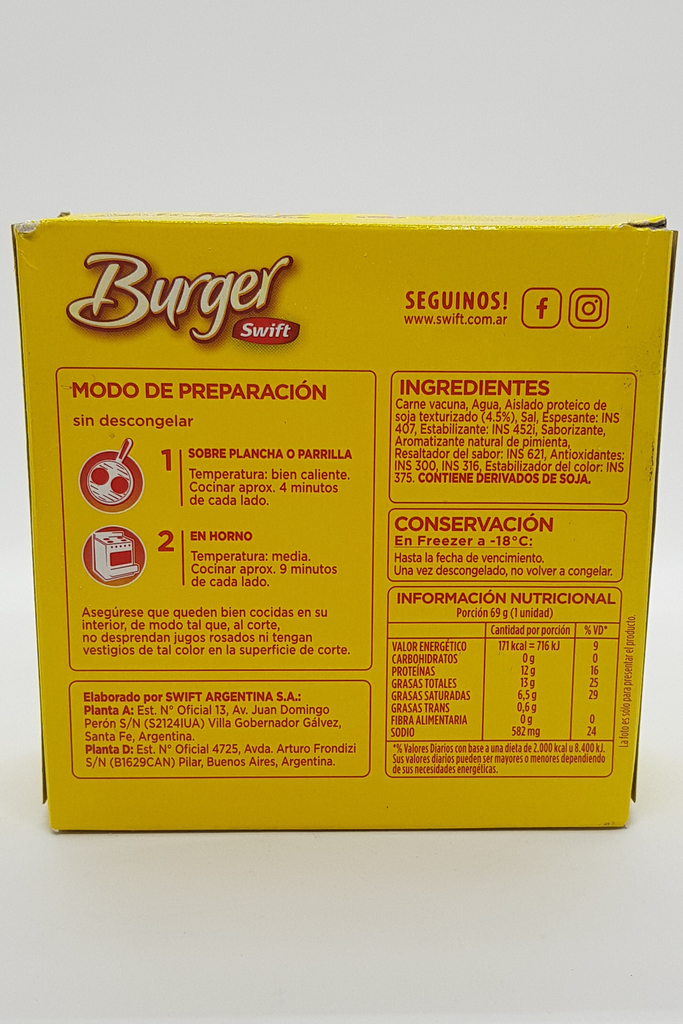 Burger
Swift
SEGUINOS!
www.swift.com.ar
MODO DE PREPARACIÓN
sin descongelar
1 SOBRE PLANCHA O PARRILLA
Temperatura: bien caliente.
Cocinar aprox. 4 minutos
de cada lado.
2 EN HORNO
Temperatura: media.
Cocinar aprox. 9 minutos
de cada lado.
Asegúrese que queden bien cocidas en su
interior, de modo tal que, al corte,
no desprendan jugos rosados ni tengan
vestigios de tal color en la superficie de corte.
Elaborado por SWIFT ARGENTINA S.A.:
Planta A: Est. N° Oficial 13, Av. Juan Domingo
Perón S/N (S2124IUA) Villa Gobernador Gálvez,
Santa Fe, Argentina.
Planta D: Est. N° Oficial 4725, Avda. Arturo Frondizi
S/N (B1629CAN) Pilar, Buenos Aires, Argentina.
INGREDIENTES
Carne vacuna, Agua, Aislado proteico de
soja texturizado (4.5%), Sal, Espesante: INS
407, Estabilizante: INS 452i, Saborizante,
Aromatizante natural de pimienta,
Resaltador del sabor: INS 621, Antioxidantes:
INS 300, INS 316, Estabilizador del color: INS
375. CONTIENE DERIVADOS DE SOJA.
CONSERVACIÓN
En Freezer a -18°C:
Hasta la fecha de vencimiento.
Una vez descongelado, no volver a congelar.
INFORMACIÓN NUTRICIONAL
Porción 69 g (1 unidad)
Cantidad por porción % VD*
VALOR ENERGÉTICO 171 kcal = 716 kJ 9
CARBOHIDRATOS 0 g 0
PROTEÍNAS 12 g 16
GRASAS TOTALES 13 g 25
GRASAS SATURADAS 6,5 g 29
GRASAS TRANS 0,6 g
FIBRA ALIMENTARIA 0 g 0
SODIO 582 mg 24
*% Valores Diarios con base a una dieta de 2.000 kcal u 8.400 kJ.
Sus valores diarios pueden ser mayores o menores dependiendo
de sus necesidades energéticas.
La foto es sólo para presentar el producto.